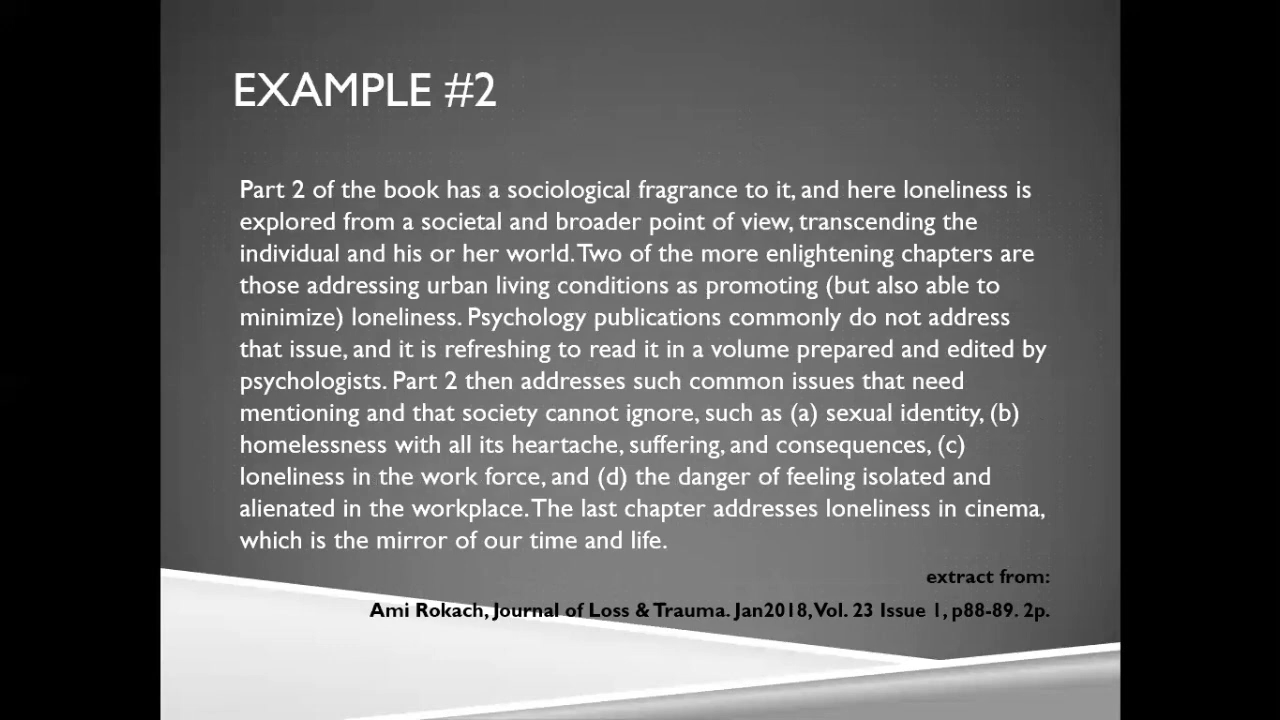 EXAMPLE #2
Part 2 of the book has a sociological fragrance to it, and here loneliness is
explored from a societal and broader point of view, transcending the
individual and his or her world. Two of the more enlightening chapters are
those addressing urban living conditions as promoting (but also able to
minimize) loneliness. Psychology publications commonly do not address
that issue, and it is refreshing to read it in a volume prepared and edited by
psychologists. Part 2 then addresses such common issues that need
mentioning and that society cannot ignore, such as (a) sexual identity, (b)
homelessness with all its heartache, suffering, and consequences, (c)
loneliness in the work force, and (d) the danger of feeling isolated and
alienated in the workplace. The last chapter addresses loneliness in cinema,
which is the mirror of our time and life.
extract from:
Ami Rokach, Journal of Loss & Trauma. Jan2018, Vol. 23 Issue 1, p88-89. 2p.